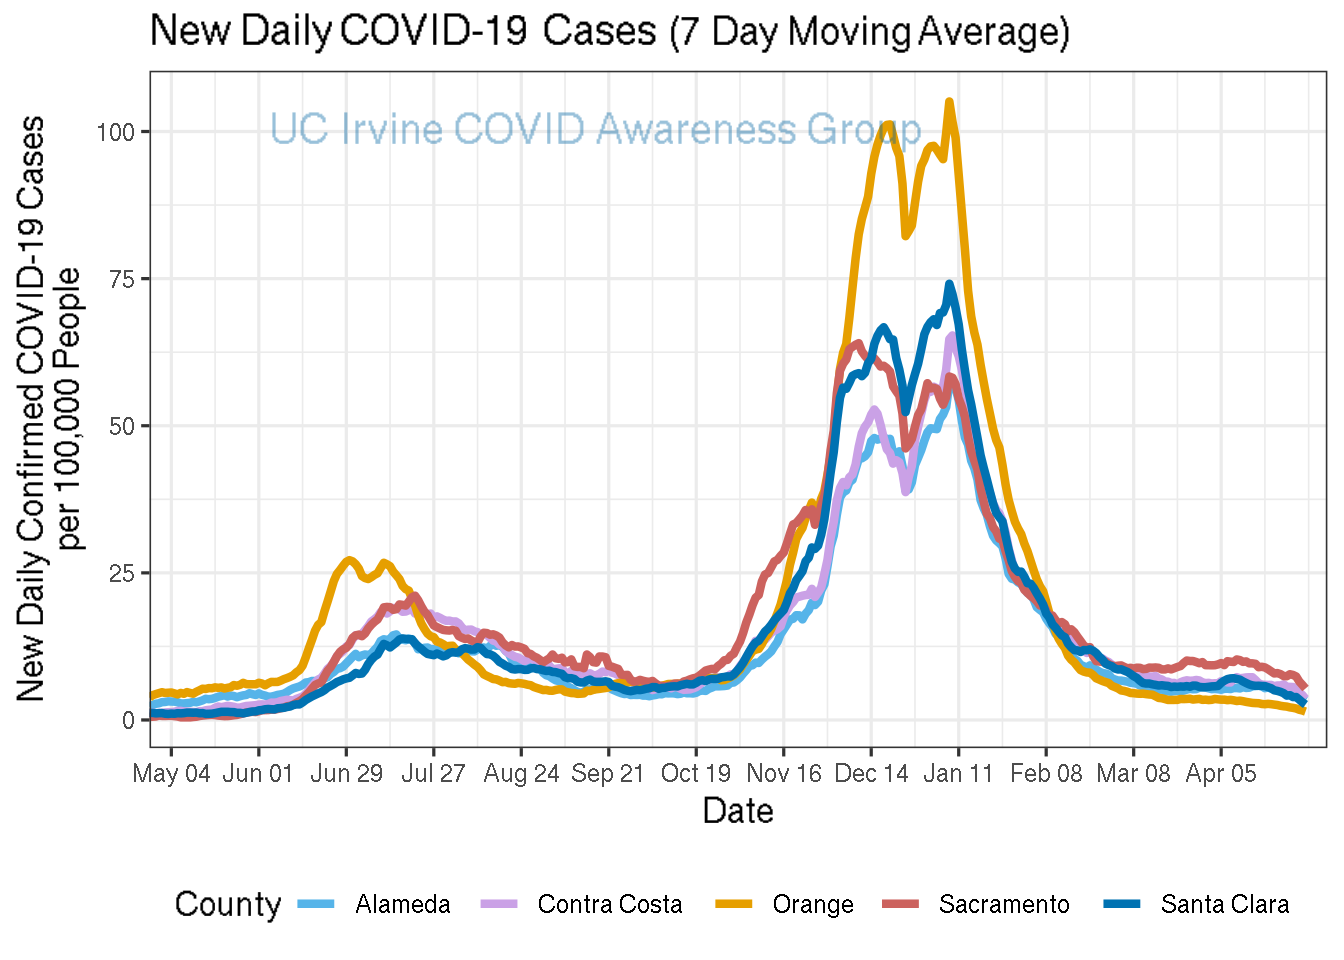 New Daily COVID-19 Cases (7 Day Moving Average)
UC Irvine COVID Awareness Group
New Daily Confirmed COVID-19 Cases
per 100,000 People
100
75
50
25
0
May 04 Jun 01 Jun 29 Jul 27 Aug 24 Sep 21 Oct 19 Nov 16 Dec 14 Jan 11 Feb 08 Mar 08 Apr 05
Date
County Alameda Contra Costa Orange Sacramento Santa Clara